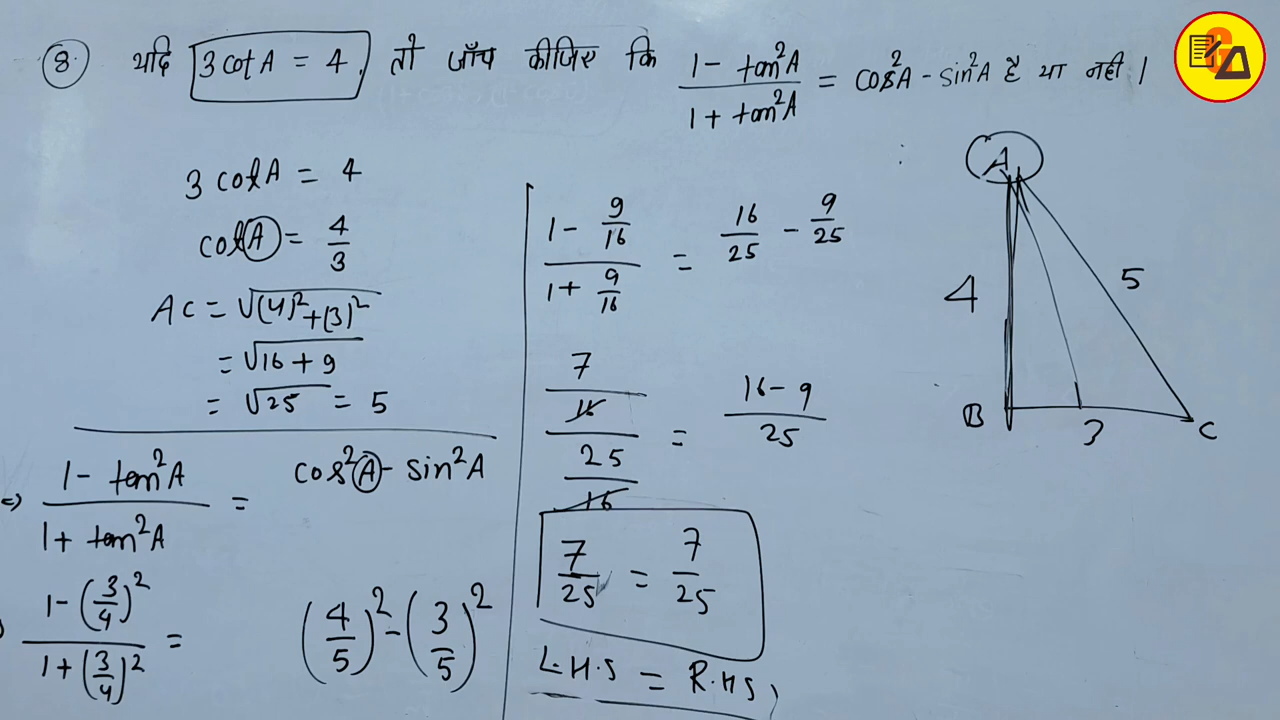 (8) यदि 3 cot A = 4, तो जाँच कीजिए कि (1 - tan²A)/(1 + tan²A) = cos²A - sin²A है या नहीं।
3 cot A = 4
cot A = 4/3
AC = √(4)² + (3)²
= √16 + 9
= √25 = 5
=> (1 - tan²A)/(1 + tan²A) = cos²A - sin²A
(1 - (3/4)²)/(1 + (3/4)²) = (4/5)² - (3/5)²
(1 - 9/16)/(1 + 9/16) = 16/25 - 9/25
(7/16)/(25/16) = (16 - 9)/25
7/25 = 7/25
L.H.S = R.H.S
A
4
5
B
3
C